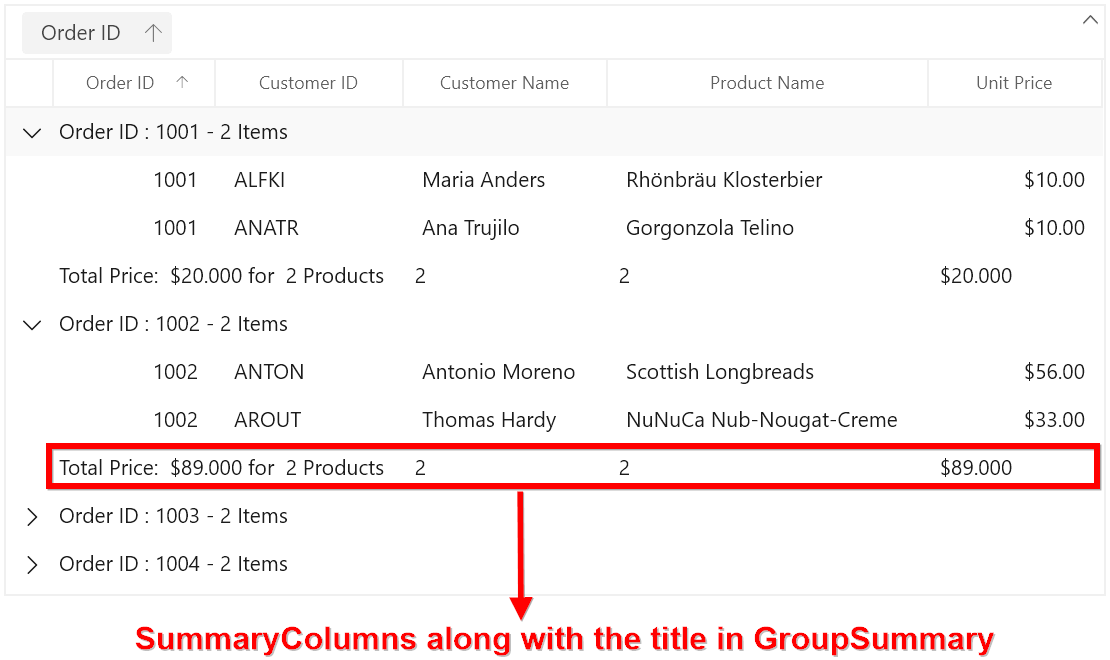 Order ID
Order ID Customer ID Customer Name Product Name Unit Price
Order ID : 1001 - 2 Items
1001 ALFKI Maria Anders Rhönbräu Klosterbier $10.00
1001 ANATR Ana Trujilo Gorgonzola Telino $10.00
Total Price: $20.000 for 2 Products 2 2 $20.000
Order ID : 1002 - 2 Items
1002 ANTON Antonio Moreno Scottish Longbreads $56.00
1002 AROUT Thomas Hardy NuNuCa Nub-Nougat-Creme $33.00
Total Price: $89.000 for 2 Products 2 2 $89.000
Order ID : 1003 - 2 Items
Order ID : 1004 - 2 Items
SummaryColumns along with the title in GroupSummary